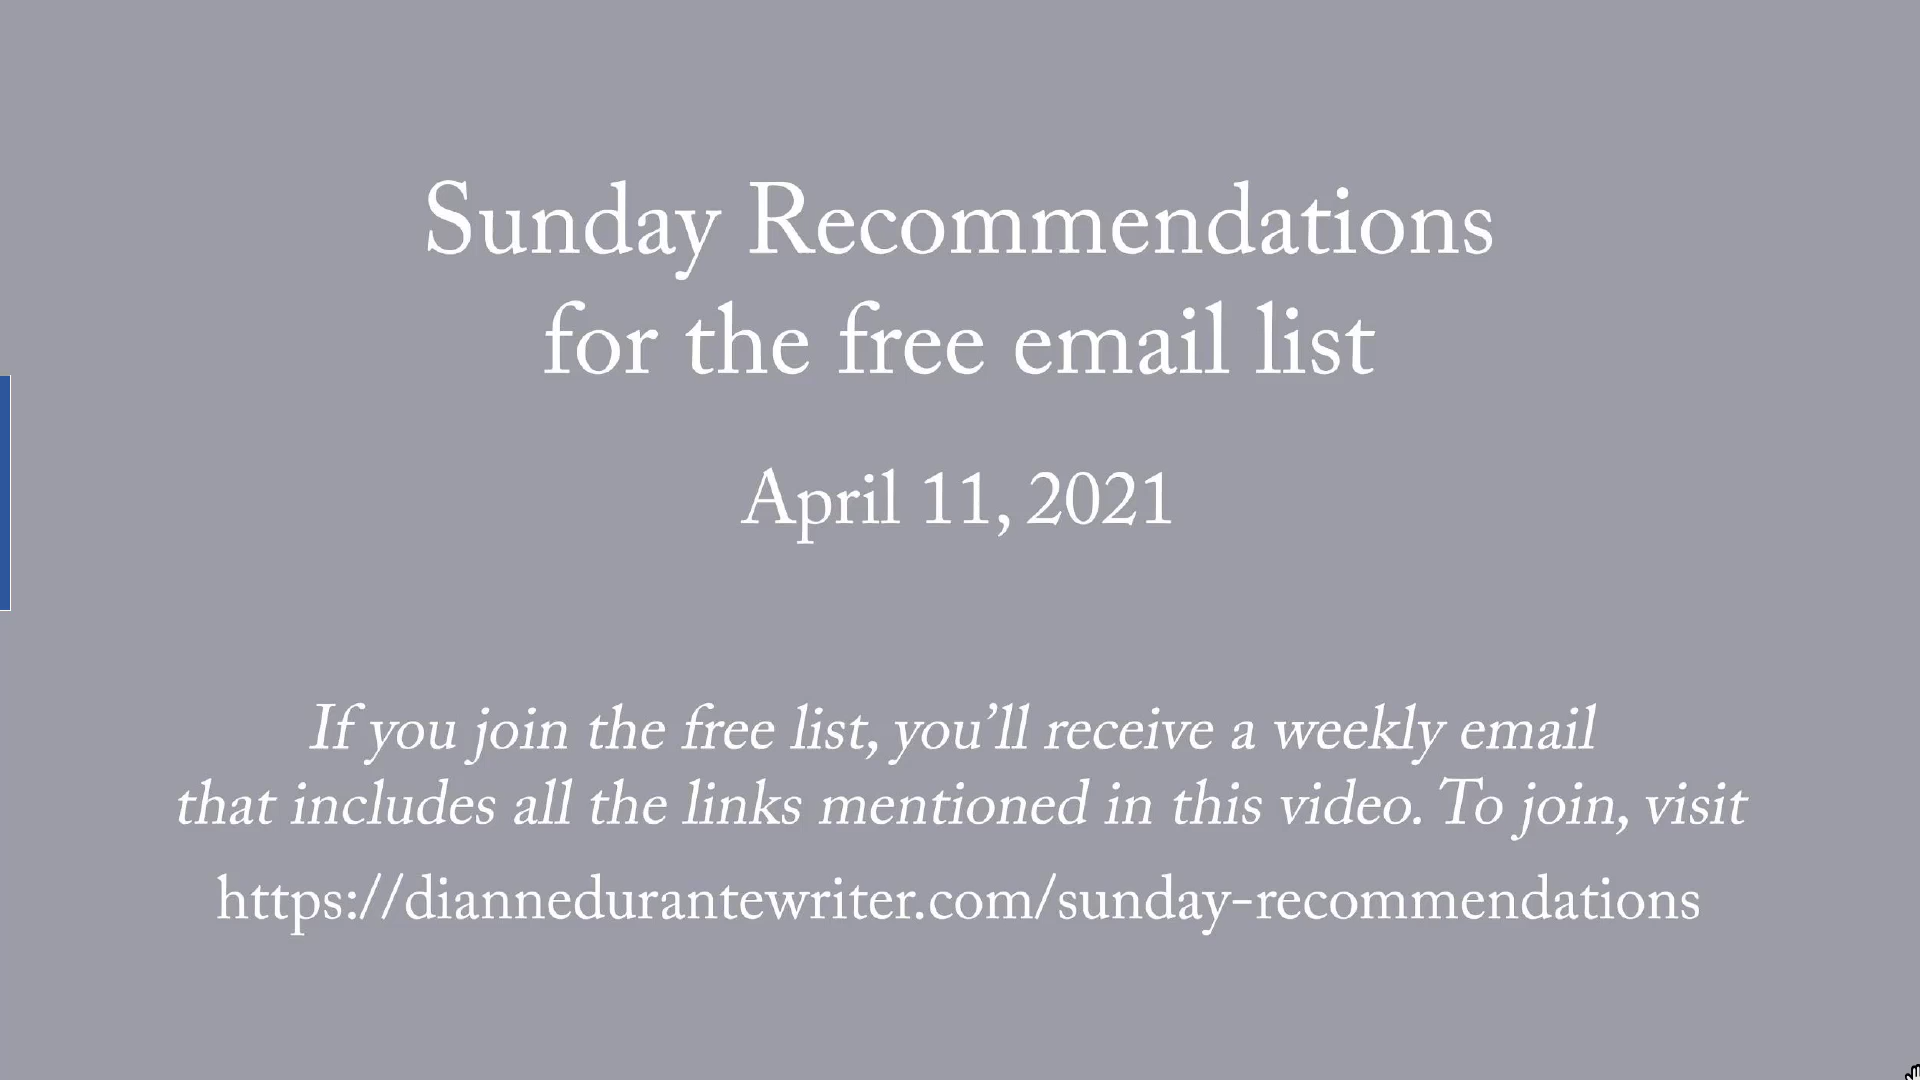 Sunday Recommendations
for the free email list
April 11, 2021
If you join the free list, you’ll receive a weekly email
that includes all the links mentioned in this video. To join, visit
https://diannedurantewriter.com/sunday-recommendations